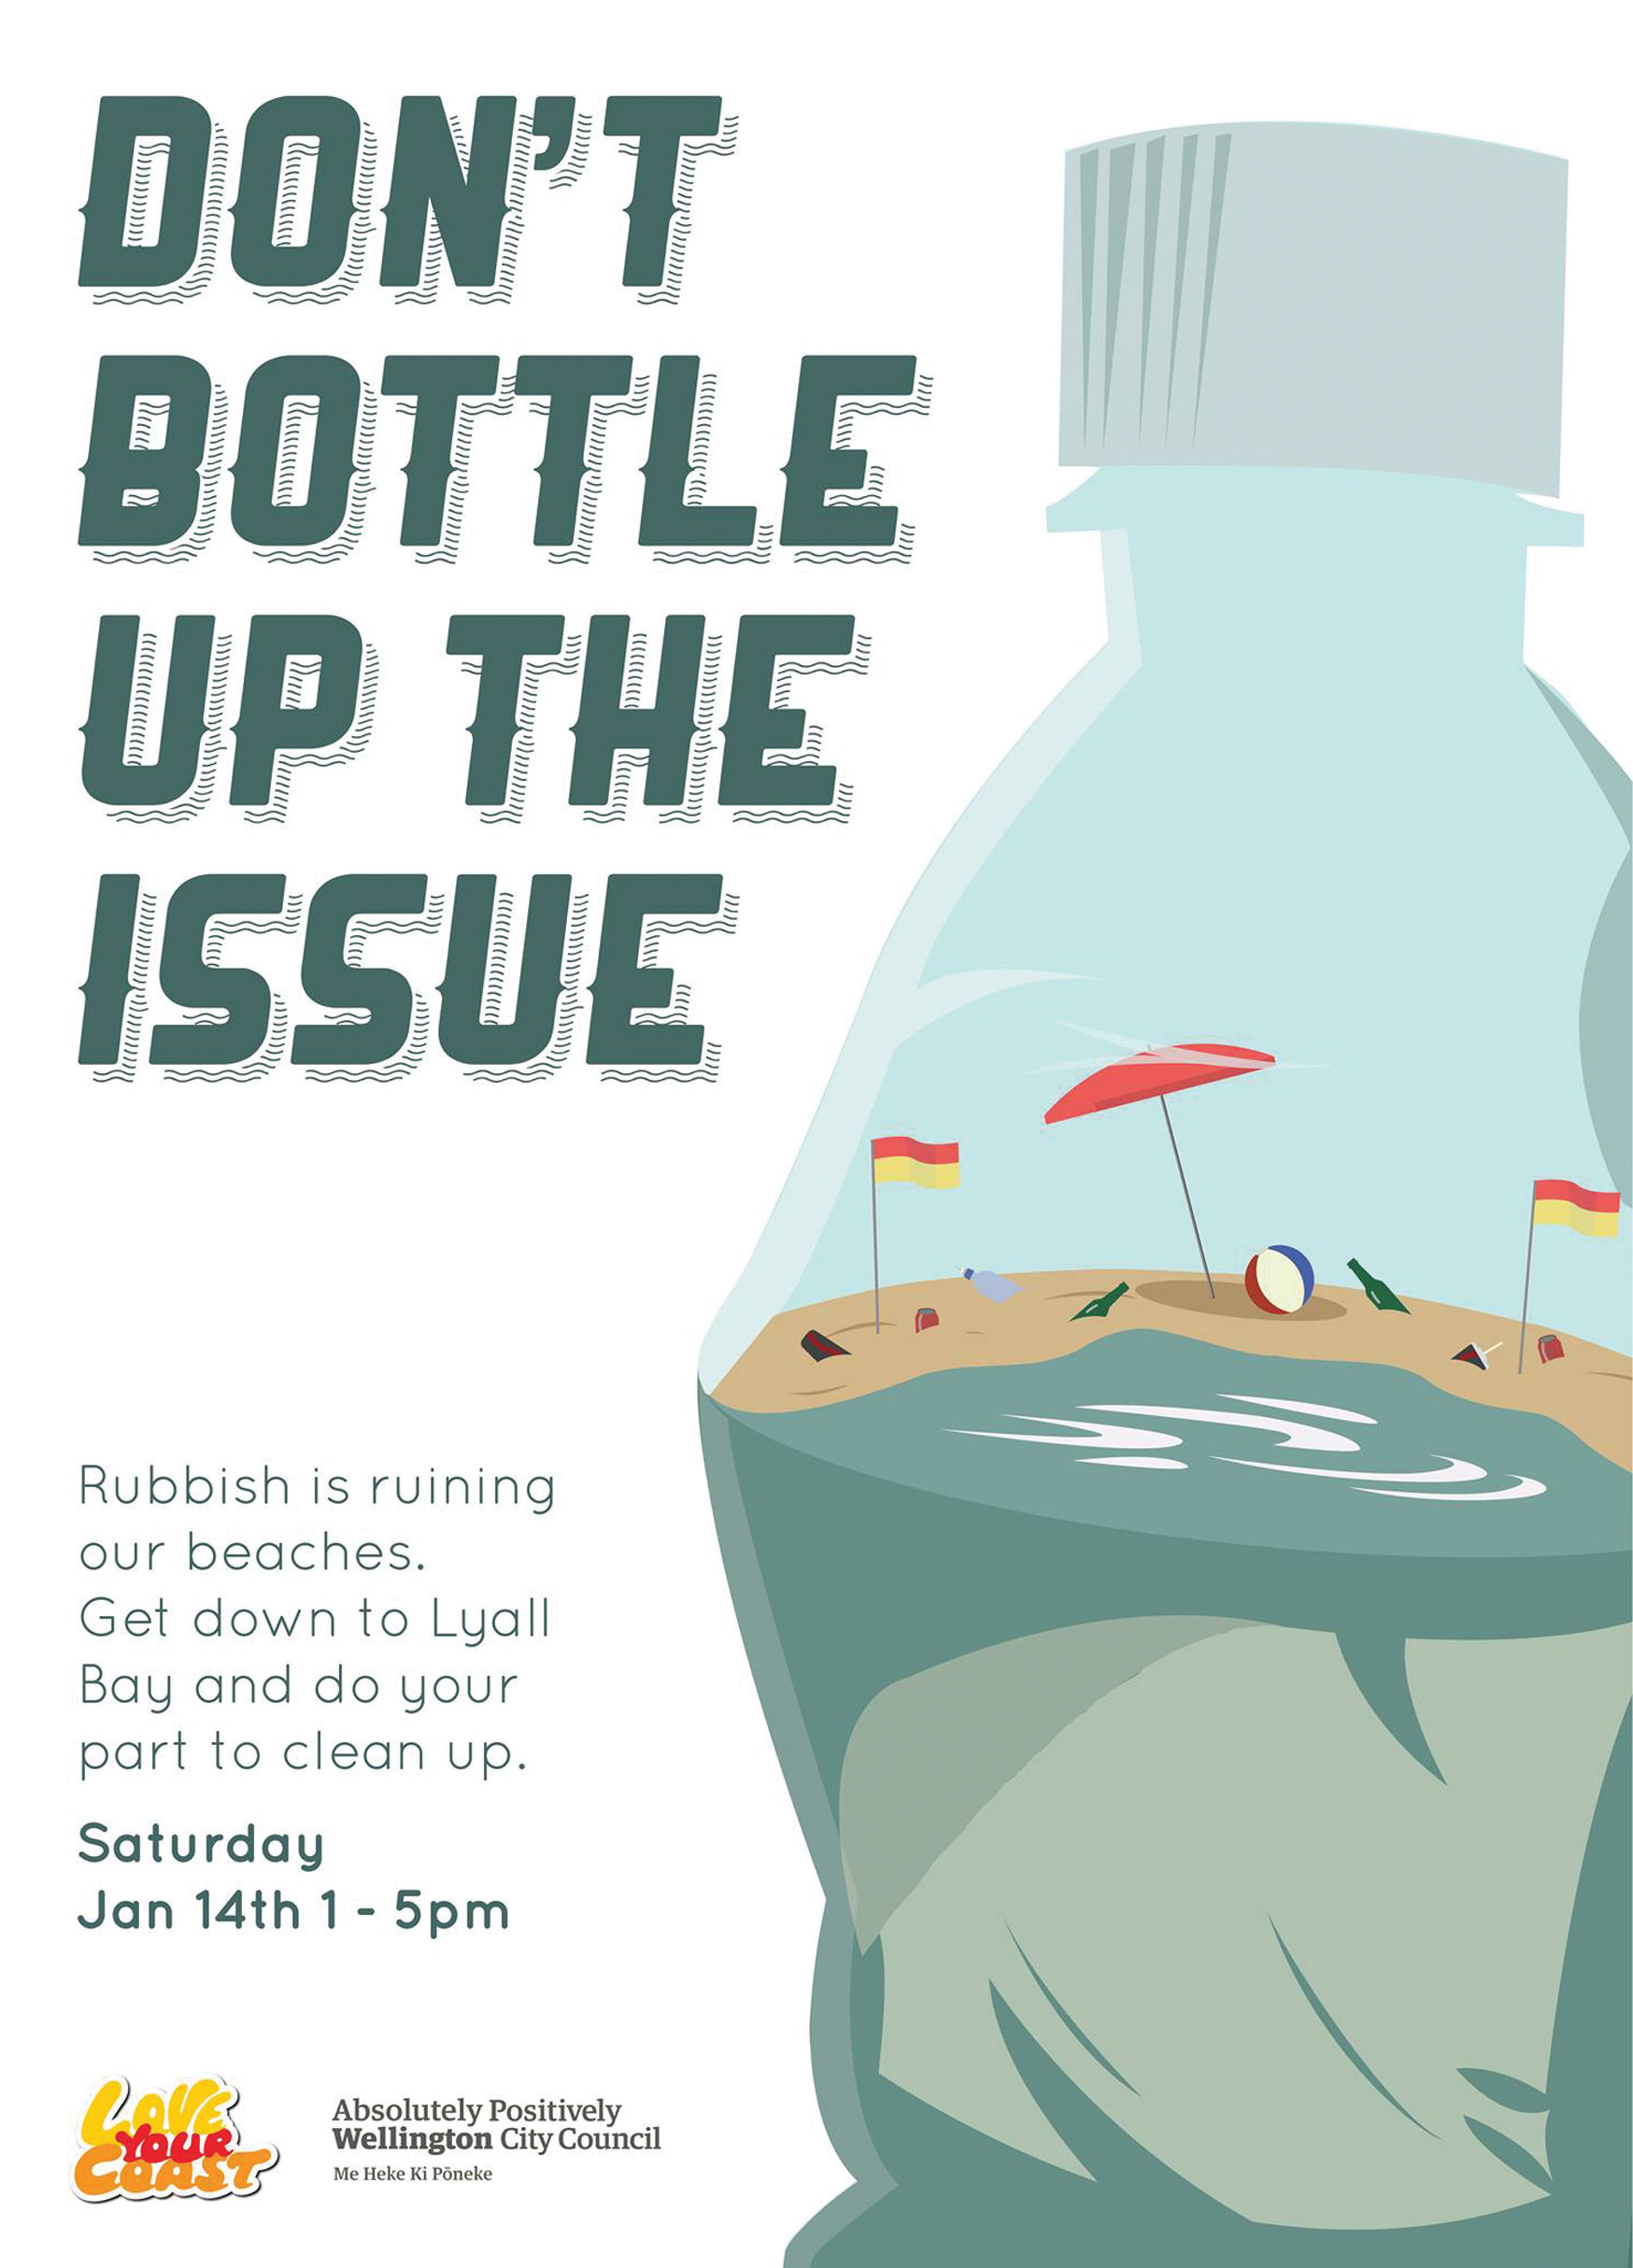 DON'T
BOTTLE
UP THE
ISSUE
Rubbish is ruining
our beaches.
Get down to Lyall
Bay and do your
part to clean up.
Saturday
Jan 14th 1 - 5pm
LOVE
YOUR
COAST
Absolutely Positively
Wellington City Council
Me Heke Ki Pōneke